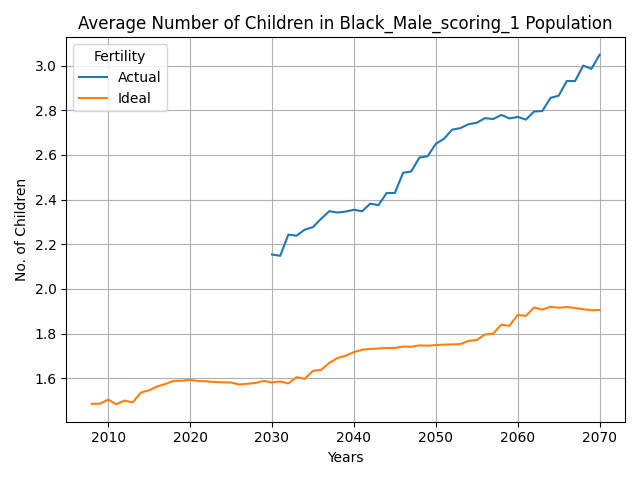 Average Number of Children in Black_Male_scoring_1 Population
Fertility
Actual
Ideal
No. of Children
3.0
2.8
2.6
2.4
2.2
2.0
1.8
1.6
2010 2020 2030 2040 2050 2060 2070
Years